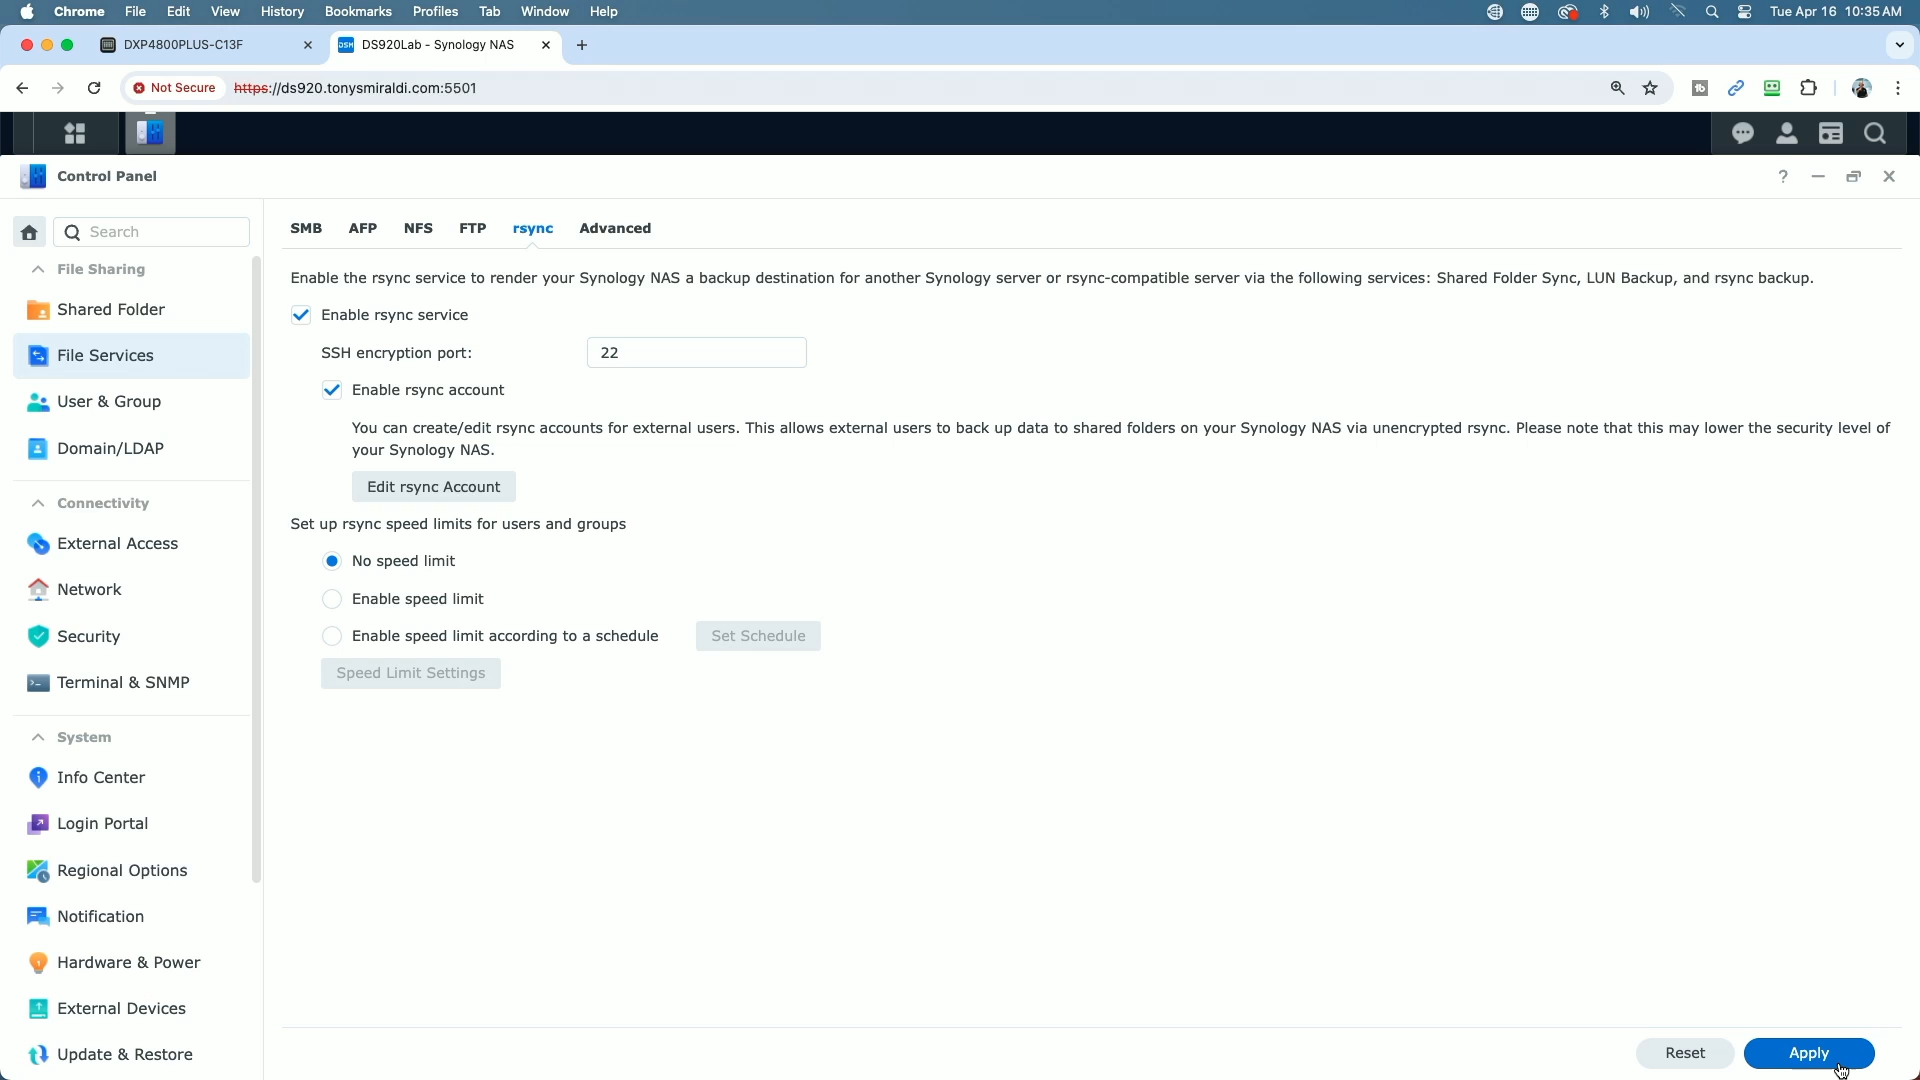 Chrome File Edit View History Bookmarks Profiles Tab Window Help Tue Apr 16 10:35 AM
DXP4800PLUS-C13F
DS920Lab - Synology NAS
Not Secure https://ds920.tonysmiraldi.com:5501
Control Panel
Search
File Sharing
Shared Folder
File Services
User & Group
Domain/LDAP
Connectivity
External Access
Network
Security
Terminal & SNMP
System
Info Center
Login Portal
Regional Options
Notification
Hardware & Power
External Devices
Update & Restore
SMB AFP NFS FTP rsync Advanced
Enable the rsync service to render your Synology NAS a backup destination for another Synology server or rsync-compatible server via the following services: Shared Folder Sync, LUN Backup, and rsync backup.
Enable rsync service
SSH encryption port: 22
Enable rsync account
You can create/edit rsync accounts for external users. This allows external users to back up data to shared folders on your Synology NAS via unencrypted rsync. Please note that this may lower the security level of
your Synology NAS.
Edit rsync Account
Set up rsync speed limits for users and groups
No speed limit
Enable speed limit
Enable speed limit according to a schedule Set Schedule
Speed Limit Settings
Reset Apply